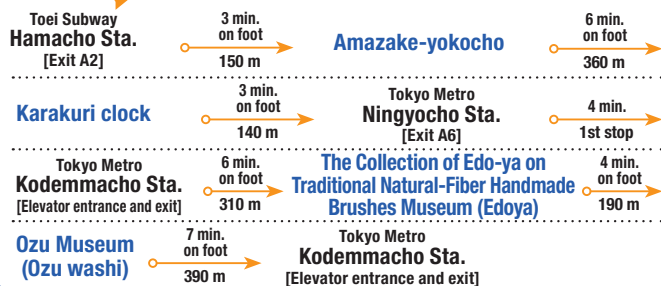 Toei Subway
Hamacho Sta.
[Exit A2]
3 min.
on foot
150 m
Amazake-yokocho
6 min.
on foot
360 m
Karakuri clock
3 min.
on foot
140 m
Tokyo Metro
Ningyocho Sta.
[Exit A6]
4 min.
1st stop
Tokyo Metro
Kodemmacho Sta.
[Elevator entrance and exit]
6 min.
on foot
310 m
The Collection of Edo-ya on
Traditional Natural-Fiber Handmade
Brushes Museum (Edoya)
4 min.
on foot
190 m
Ozu Museum
(Ozu washi)
7 min.
on foot
390 m
Tokyo Metro
Kodemmacho Sta.
[Elevator entrance and exit]